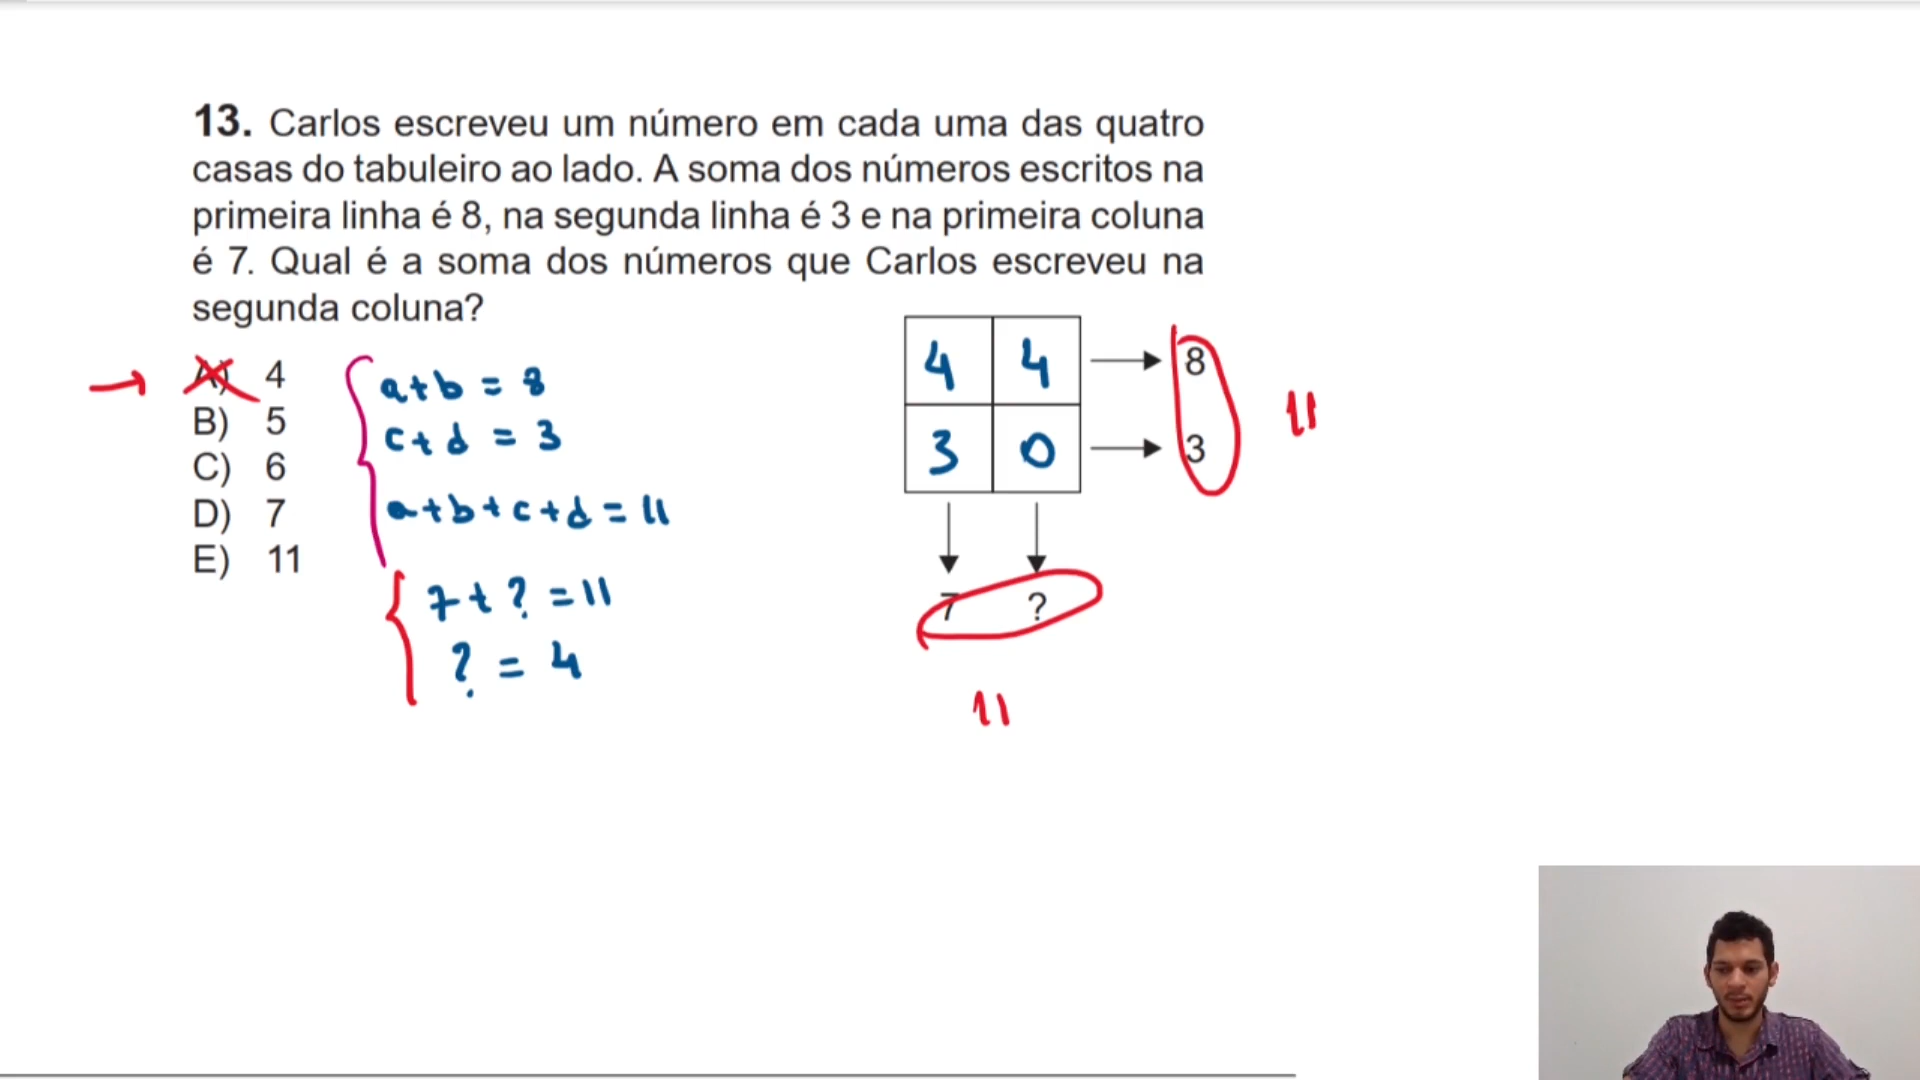 13. Carlos escreveu um número em cada uma das quatro
casas do tabuleiro ao lado. A soma dos números escritos na
primeira linha é 8, na segunda linha é 3 e na primeira coluna
é 7. Qual é a soma dos números que Carlos escreveu na
segunda coluna?
A) 4
B) 5
C) 6
D) 7
E) 11
a+b = 8
c+d = 3
a+b+c+d = 11
7+? = 11
? = 4
4 4 8
3 0 3
11
7 ?
11